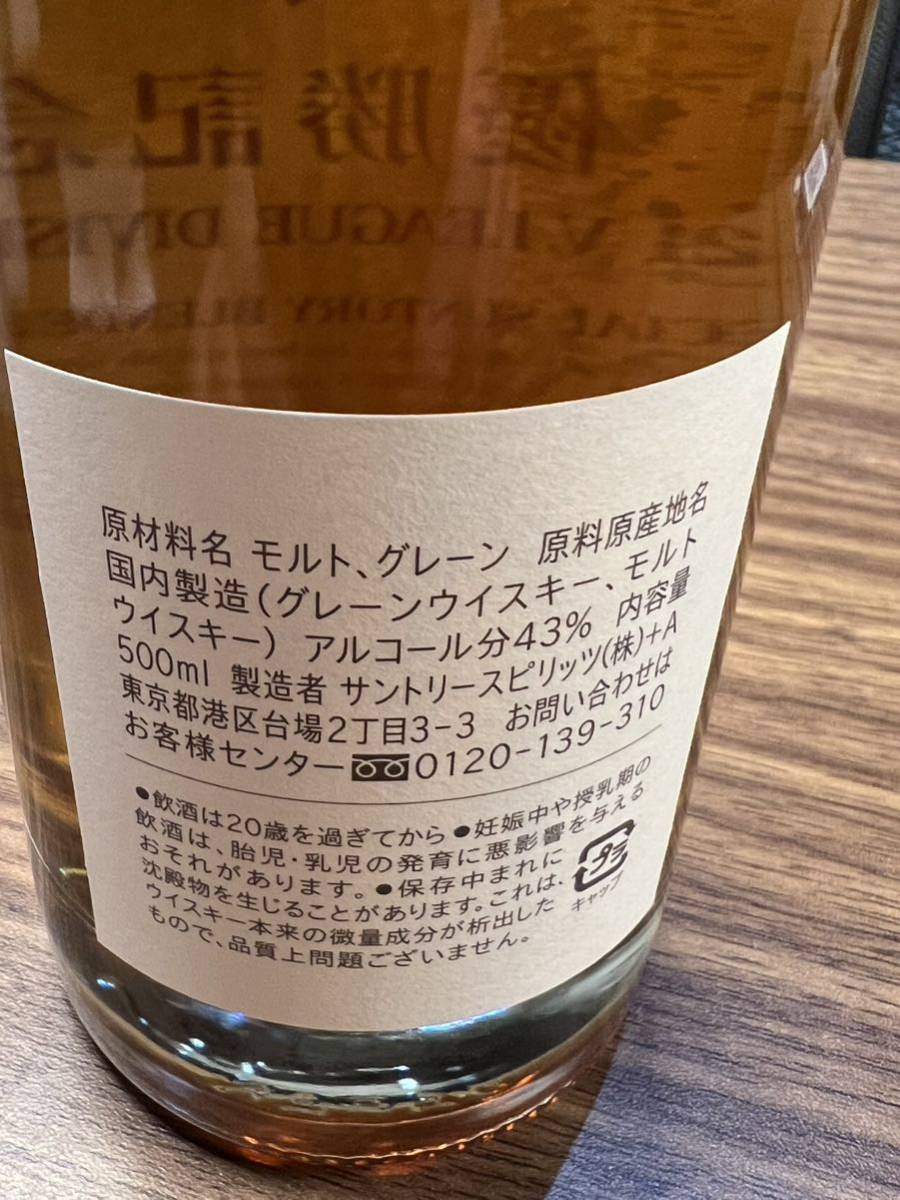 優勝記念
V.LEAGUE DIVIS
SUNTORY BLENDE
原材料名 モルト、グレーン 原料原産地名
国内製造(グレーンウイスキー、モルト
ウイスキー) アルコール分43% 内容量
500ml 製造者 サントリースピリッツ(株)+A
東京都港区台場2丁目3-3 お問い合わせは
お客様センター 0120-139-310
●飲酒は20歳を過ぎてから ●妊娠中や授乳期の
飲酒は、胎児・乳児の発育に悪影響を与える
おそれがあります。●保存中まれに
沈殿物を生じることがあります。これは、
ウイスキー本来の微量成分が析出した
もので、品質上問題ございません。
プラ
キャップ